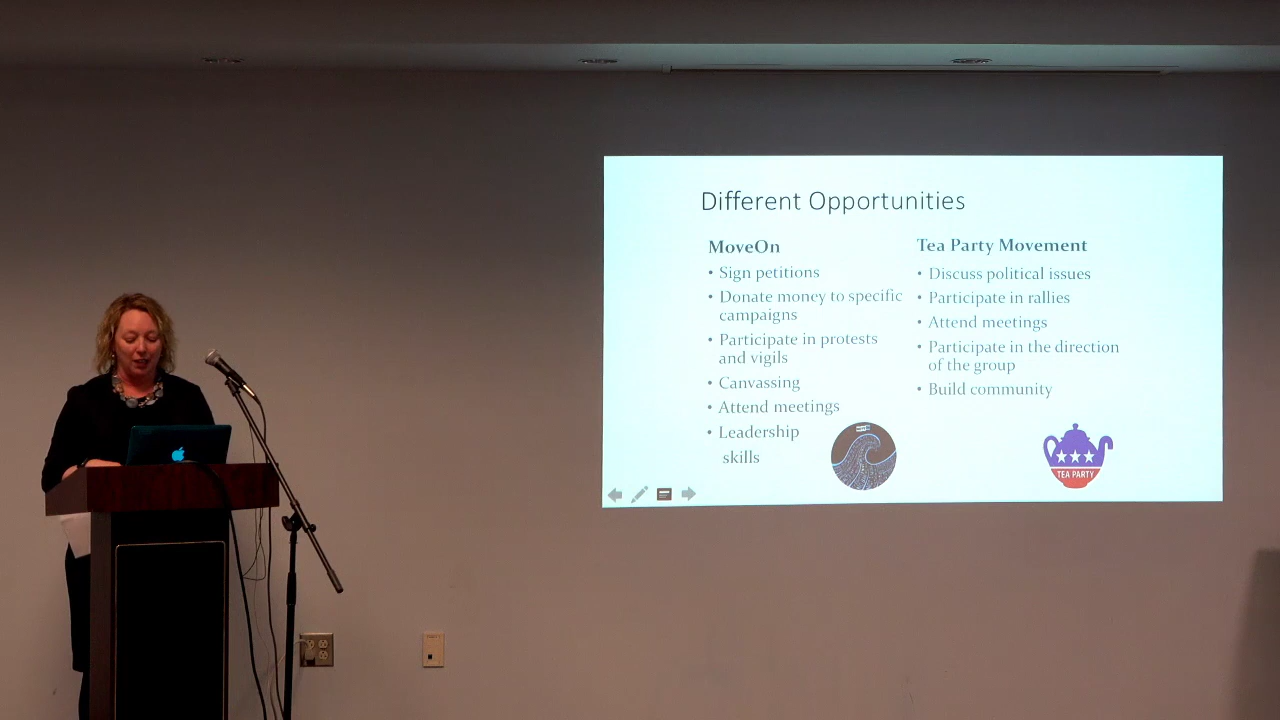 Different Opportunities
MoveOn
• Sign petitions
• Donate money to specific
campaigns
• Participate in protests
and vigils
• Canvassing
• Attend meetings
• Leadership
skills
Tea Party Movement
• Discuss political issues
• Participate in rallies
• Attend meetings
• Participate in the direction
of the group
• Build community
TEA PARTY